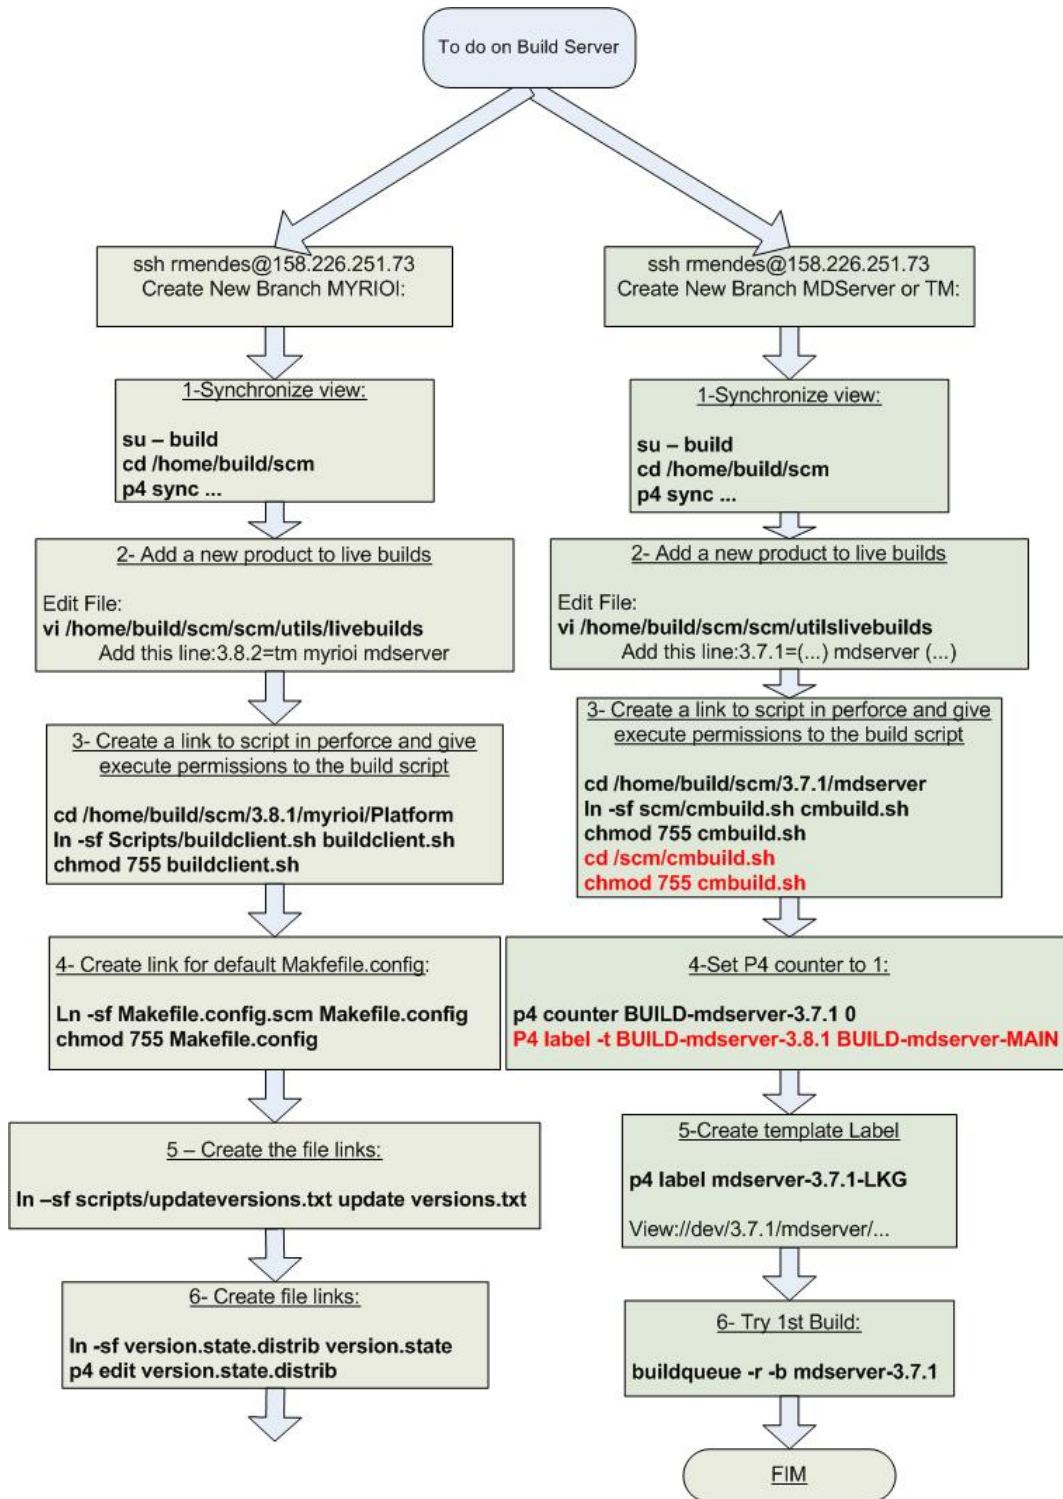 To do on Build Server
ssh rmendes@158.226.251.73
Create New Branch MYRIOI:
1-Synchronize view:
su – build
cd /home/build/scm
p4 sync ...
2- Add a new product to live builds
Edit File:
vi /home/build/scm/scm/utils/livebuilds
Add this line:3.8.2=tm myrioi mdserver
3- Create a link to script in perforce and give
execute permissions to the build script
cd /home/build/scm/3.8.1/myrioi/Platform
ln -sf Scripts/buildclient.sh buildclient.sh
chmod 755 buildclient.sh
4- Create link for default Makfefile.config:
Ln -sf Makefile.config.scm Makefile.config
chmod 755 Makefile.config
5 – Create the file links:
ln –sf scripts/updateversions.txt update versions.txt
6- Create file links:
ln -sf version.state.distrib version.state
p4 edit version.state.distrib
ssh rmendes@158.226.251.73
Create New Branch MDServer or TM:
1-Synchronize view:
su – build
cd /home/build/scm
p4 sync ...
2- Add a new product to live builds
Edit File:
vi /home/build/scm/scm/utilslivebuilds
Add this line:3.7.1=(...) mdserver (...)
3- Create a link to script in perforce and give
execute permissions to the build script
cd /home/build/scm/3.7.1/mdserver
ln -sf scm/cmbuild.sh cmbuild.sh
chmod 755 cmbuild.sh
cd /scm/cmbuild.sh
chmod 755 cmbuild.sh
4-Set P4 counter to 1:
p4 counter BUILD-mdserver-3.7.1 0
P4 label -t BUILD-mdserver-3.8.1 BUILD-mdserver-MAIN
5-Create template Label
p4 label mdserver-3.7.1-LKG
View://dev/3.7.1/mdserver/...
6- Try 1st Build:
buildqueue -r -b mdserver-3.7.1
FIM